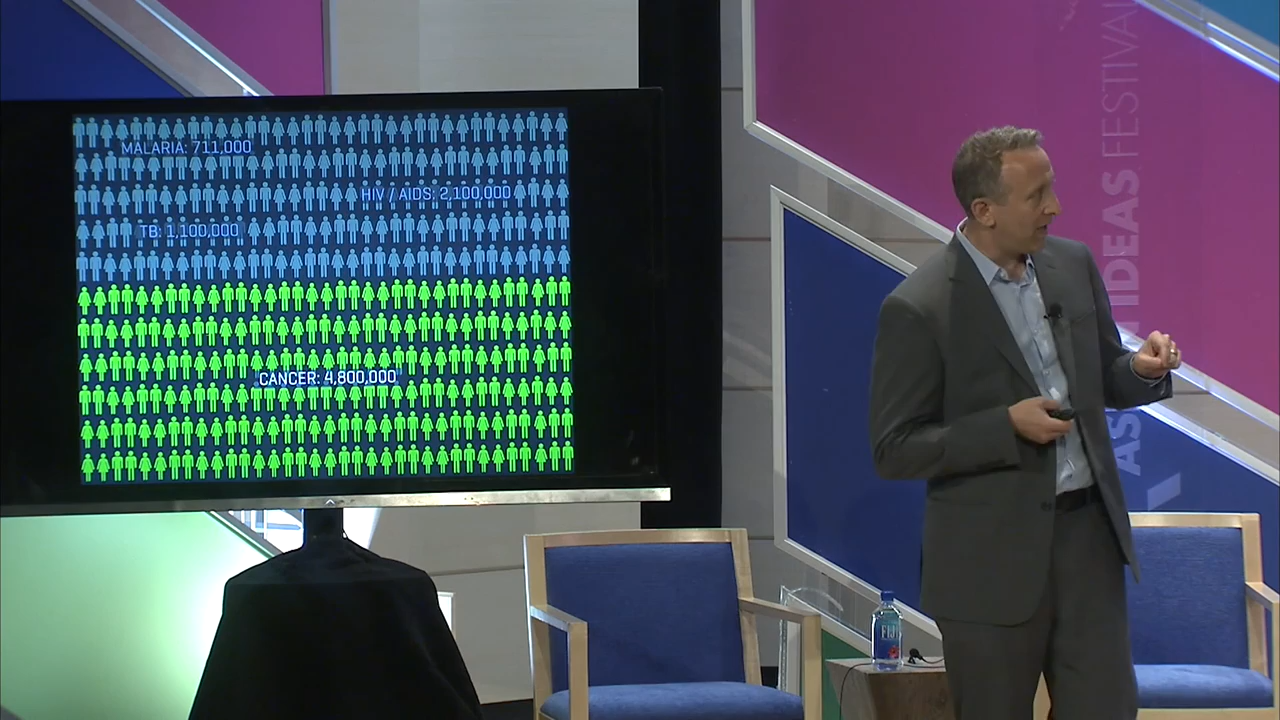 MALARIA: 711,000
HIV / AIDS: 2,100,000
TB: 1,100,000
CANCER: 4,800,000
IDEAS FESTIVAL
FIJI